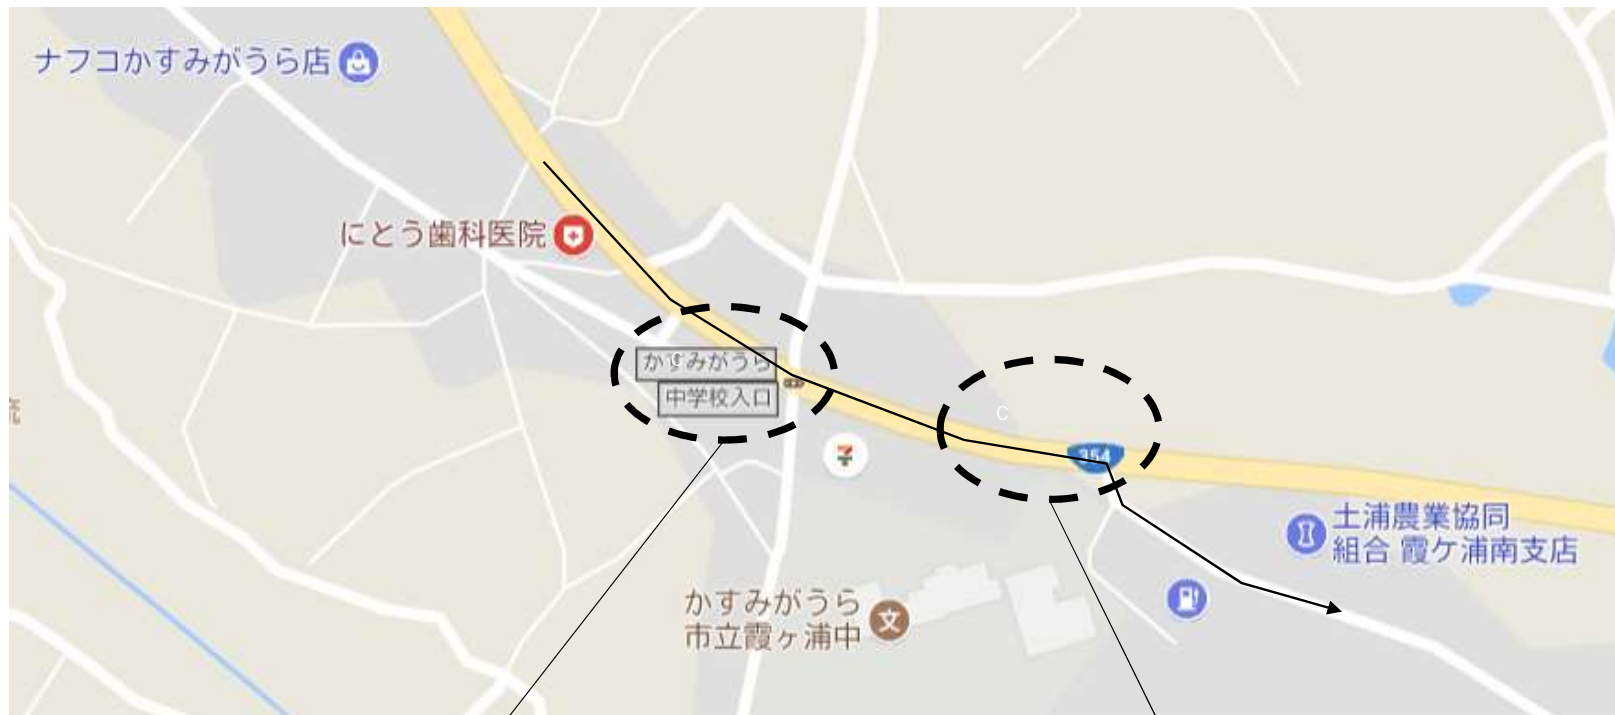 ナフコかすみがうら店
にとう歯科医院
かすみがうら
中学校入口
C
354
7
土浦農業協同
組合 霞ケ浦南支店
かすみがうら
市立霞ヶ浦中
文